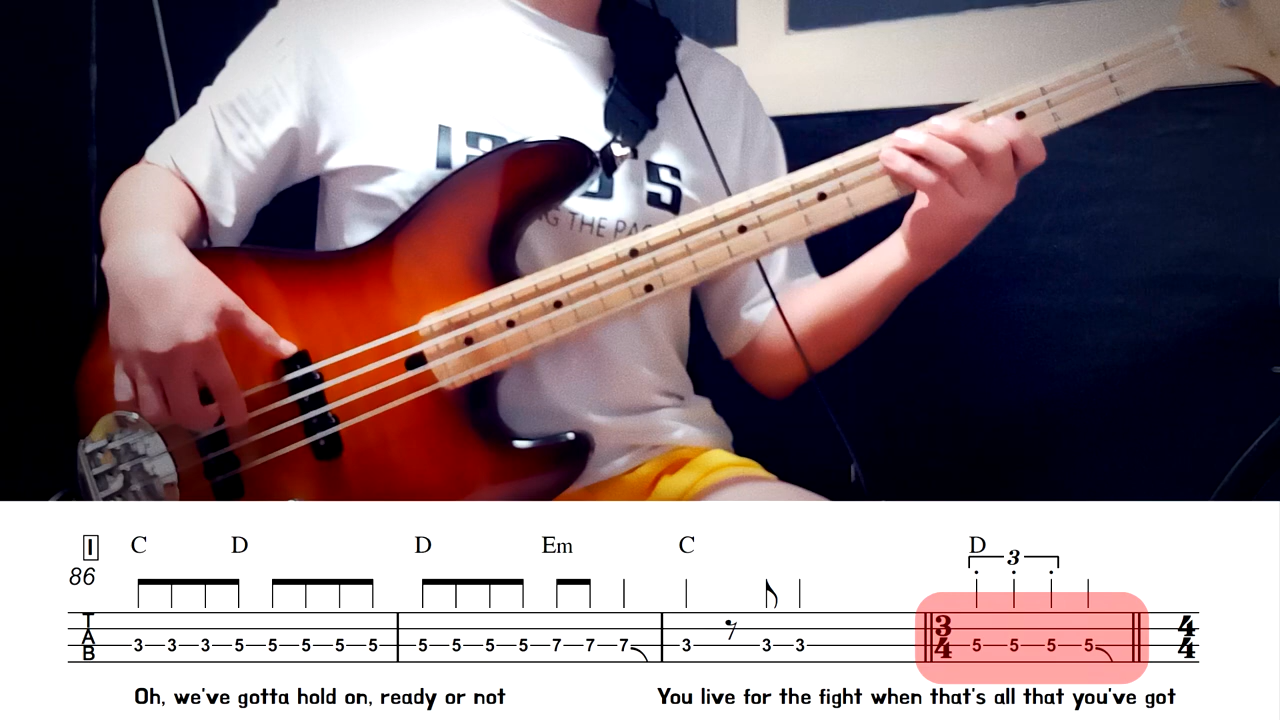 I
C D D Em C D
86
3
T
A
B
3 3 3 5 5 5 5 5 5 5 5 5 7 7 7 3 3 3 3/4 5 5 5 5 4/4
Oh, we've gotta hold on, ready or not You live for the fight when that's all that you've got